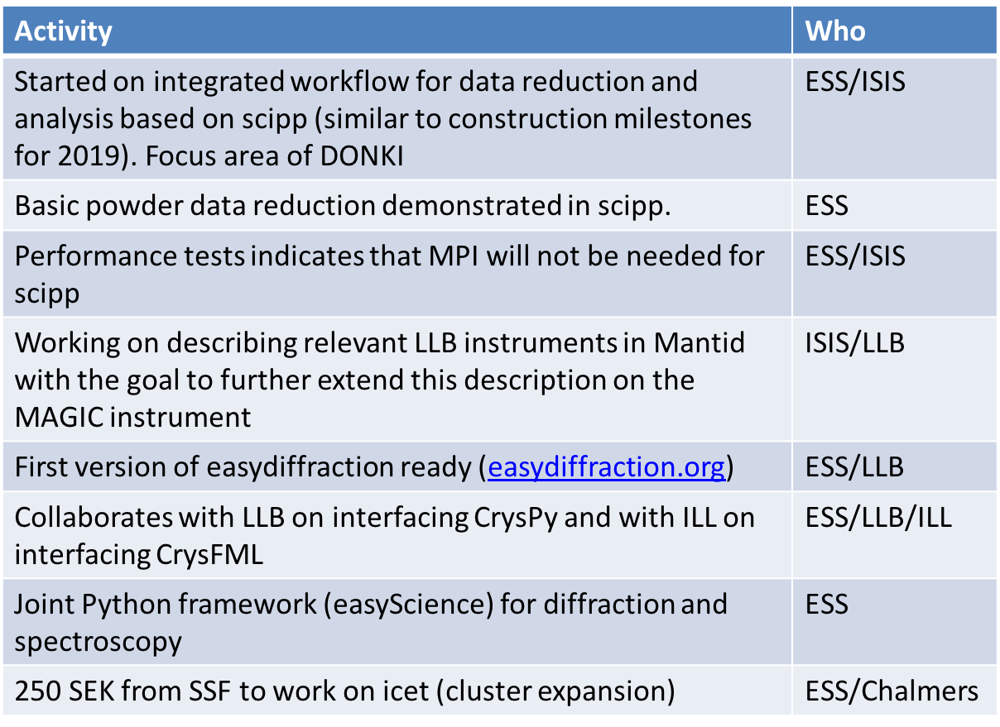 Activity Who
Started on integrated workflow for data reduction and ESS/ISIS
analysis based on scipp (similar to construction milestones
for 2019). Focus area of DONKI
Basic powder data reduction demonstrated in scipp. ESS
Performance tests indicates that MPI will not be needed for ESS/ISIS
scipp
Working on describing relevant LLB instruments in Mantid ISIS/LLB
with the goal to further extend this description on the
MAGIC instrument
First version of easydiffraction ready (easydiffraction.org) ESS/LLB
Collaborates with LLB on interfacing CrysPy and with ILL on ESS/LLB/ILL
interfacing CrysFML
Joint Python framework (easyScience) for diffraction and ESS
spectroscopy
250 SEK from SSF to work on icet (cluster expansion) ESS/Chalmers